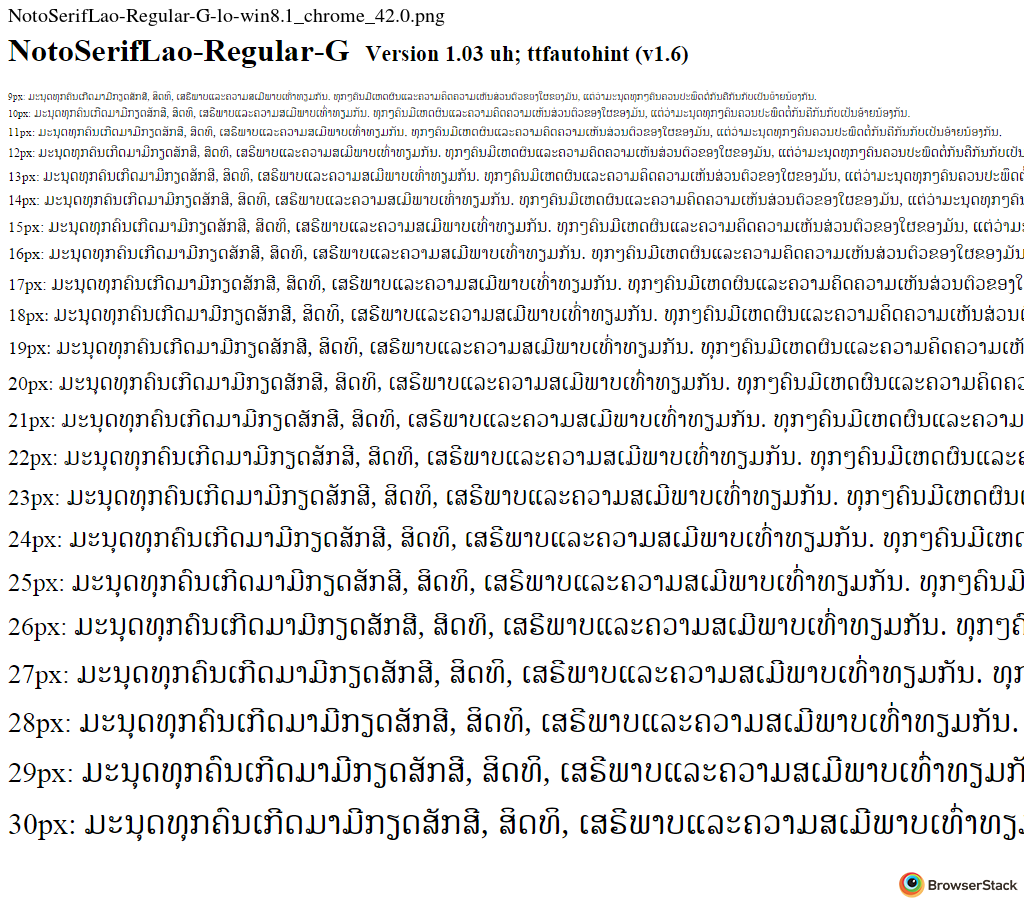 NotoSerifLao-Regular-G-lo-win8.1_chrome_42.0.png
NotoSerifLao-Regular-G Version 1.03 uh; ttfautohint (v1.6)
9px: ມະນຸດທຸກຄົນເກີດມາມີກຽດສັກສີ, ສິດທິ, ເສຣີພາບແລະຄວາມສເມີພາບເທົ່າທຽມກັນ. ທຸກໆຄົນມີເຫດຜົນແລະຄວາມຄິດຄວາມເຫັນສ່ວນຕົວຂອງໃຜຂອງມັນ, ແຕ່ວ່າມະນຸດທຸກໆຄົນຄວນປະພຶດຕໍ່ກັນຄືກັນກັບເປັນອ້າຍນ້ອງກັນ.
10px: ມະນຸດທຸກຄົນເກີດມາມີກຽດສັກສີ, ສິດທິ, ເສຣີພາບແລະຄວາມສເມີພາບເທົ່າທຽມກັນ. ທຸກໆຄົນມີເຫດຜົນແລະຄວາມຄິດຄວາມເຫັນສ່ວນຕົວຂອງໃຜຂອງມັນ, ແຕ່ວ່າມະນຸດທຸກໆຄົນຄວນປະພຶດຕໍ່ກັນຄືກັນກັບເປັນອ້າຍນ້ອງກັນ.
11px: ມະນຸດທຸກຄົນເກີດມາມີກຽດສັກສີ, ສິດທິ, ເສຣີພາບແລະຄວາມສເມີພາບເທົ່າທຽມກັນ. ທຸກໆຄົນມີເຫດຜົນແລະຄວາມຄິດຄວາມເຫັນສ່ວນຕົວຂອງໃຜຂອງມັນ, ແຕ່ວ່າມະນຸດທຸກໆຄົນຄວນປະພຶດຕໍ່ກັນຄືກັນກັບເປັນອ້າຍນ້ອງກັນ.
12px: ມະນຸດທຸກຄົນເກີດມາມີກຽດສັກສີ, ສິດທິ, ເສຣີພາບແລະຄວາມສເມີພາບເທົ່າທຽມກັນ. ທຸກໆຄົນມີເຫດຜົນແລະຄວາມຄິດຄວາມເຫັນສ່ວນຕົວຂອງໃຜຂອງມັນ, ແຕ່ວ່າມະນຸດທຸກໆຄົນຄວນປະພຶດຕໍ່ກັນຄືກັນກັບເປັນ
13px: ມະນຸດທຸກຄົນເກີດມາມີກຽດສັກສີ, ສິດທິ, ເສຣີພາບແລະຄວາມສເມີພາບເທົ່າທຽມກັນ. ທຸກໆຄົນມີເຫດຜົນແລະຄວາມຄິດຄວາມເຫັນສ່ວນຕົວຂອງໃຜຂອງມັນ, ແຕ່ວ່າມະນຸດທຸກໆຄົນຄວນປະພຶດຕໍ່
14px: ມະນຸດທຸກຄົນເກີດມາມີກຽດສັກສີ, ສິດທິ, ເສຣີພາບແລະຄວາມສເມີພາບເທົ່າທຽມກັນ. ທຸກໆຄົນມີເຫດຜົນແລະຄວາມຄິດຄວາມເຫັນສ່ວນຕົວຂອງໃຜຂອງມັນ, ແຕ່ວ່າມະນຸດທຸກໆຄົນ
15px: ມະນຸດທຸກຄົນເກີດມາມີກຽດສັກສີ, ສິດທິ, ເສຣີພາບແລະຄວາມສເມີພາບເທົ່າທຽມກັນ. ທຸກໆຄົນມີເຫດຜົນແລະຄວາມຄິດຄວາມເຫັນສ່ວນຕົວຂອງໃຜຂອງມັນ, ແຕ່ວ່າມະ
16px: ມະນຸດທຸກຄົນເກີດມາມີກຽດສັກສີ, ສິດທິ, ເສຣີພາບແລະຄວາມສເມີພາບເທົ່າທຽມກັນ. ທຸກໆຄົນມີເຫດຜົນແລະຄວາມຄິດຄວາມເຫັນສ່ວນຕົວຂອງໃຜຂອງມັນ
17px: ມະນຸດທຸກຄົນເກີດມາມີກຽດສັກສີ, ສິດທິ, ເສຣີພາບແລະຄວາມສເມີພາບເທົ່າທຽມກັນ. ທຸກໆຄົນມີເຫດຜົນແລະຄວາມຄິດຄວາມເຫັນສ່ວນຕົວຂອງໃ
18px: ມະນຸດທຸກຄົນເກີດມາມີກຽດສັກສີ, ສິດທິ, ເສຣີພາບແລະຄວາມສເມີພາບເທົ່າທຽມກັນ. ທຸກໆຄົນມີເຫດຜົນແລະຄວາມຄິດຄວາມເຫັນສ່ວນ
19px: ມະນຸດທຸກຄົນເກີດມາມີກຽດສັກສີ, ສິດທິ, ເສຣີພາບແລະຄວາມສເມີພາບເທົ່າທຽມກັນ. ທຸກໆຄົນມີເຫດຜົນແລະຄວາມຄິດຄວາມເຫັ
20px: ມະນຸດທຸກຄົນເກີດມາມີກຽດສັກສີ, ສິດທິ, ເສຣີພາບແລະຄວາມສເມີພາບເທົ່າທຽມກັນ. ທຸກໆຄົນມີເຫດຜົນແລະຄວາມຄິດຄວ
21px: ມະນຸດທຸກຄົນເກີດມາມີກຽດສັກສີ, ສິດທິ, ເສຣີພາບແລະຄວາມສເມີພາບເທົ່າທຽມກັນ. ທຸກໆຄົນມີເຫດຜົນແລະຄວາມ
22px: ມະນຸດທຸກຄົນເກີດມາມີກຽດສັກສີ, ສິດທິ, ເສຣີພາບແລະຄວາມສເມີພາບເທົ່າທຽມກັນ. ທຸກໆຄົນມີເຫດຜົນແລະຄ
23px: ມະນຸດທຸກຄົນເກີດມາມີກຽດສັກສີ, ສິດທິ, ເສຣີພາບແລະຄວາມສເມີພາບເທົ່າທຽມກັນ. ທຸກໆຄົນມີເຫດຜົນ
24px: ມະນຸດທຸກຄົນເກີດມາມີກຽດສັກສີ, ສິດທິ, ເສຣີພາບແລະຄວາມສເມີພາບເທົ່າທຽມກັນ. ທຸກໆຄົນມີເຫດ
25px: ມະນຸດທຸກຄົນເກີດມາມີກຽດສັກສີ, ສິດທິ, ເສຣີພາບແລະຄວາມສເມີພາບເທົ່າທຽມກັນ. ທຸກໆຄົນມີ
26px: ມະນຸດທຸກຄົນເກີດມາມີກຽດສັກສີ, ສິດທິ, ເສຣີພາບແລະຄວາມສເມີພາບເທົ່າທຽມກັນ. ທຸກໆຄົ
27px: ມະນຸດທຸກຄົນເກີດມາມີກຽດສັກສີ, ສິດທິ, ເສຣີພາບແລະຄວາມສເມີພາບເທົ່າທຽມກັນ. ທຸກ
28px: ມະນຸດທຸກຄົນເກີດມາມີກຽດສັກສີ, ສິດທິ, ເສຣີພາບແລະຄວາມສເມີພາບເທົ່າທຽມກັນ.
29px: ມະນຸດທຸກຄົນເກີດມາມີກຽດສັກສີ, ສິດທິ, ເສຣີພາບແລະຄວາມສເມີພາບເທົ່າທຽມກັ
30px: ມະນຸດທຸກຄົນເກີດມາມີກຽດສັກສີ, ສິດທິ, ເສຣີພາບແລະຄວາມສເມີພາບເທົ່າທຽມ
BrowserStack